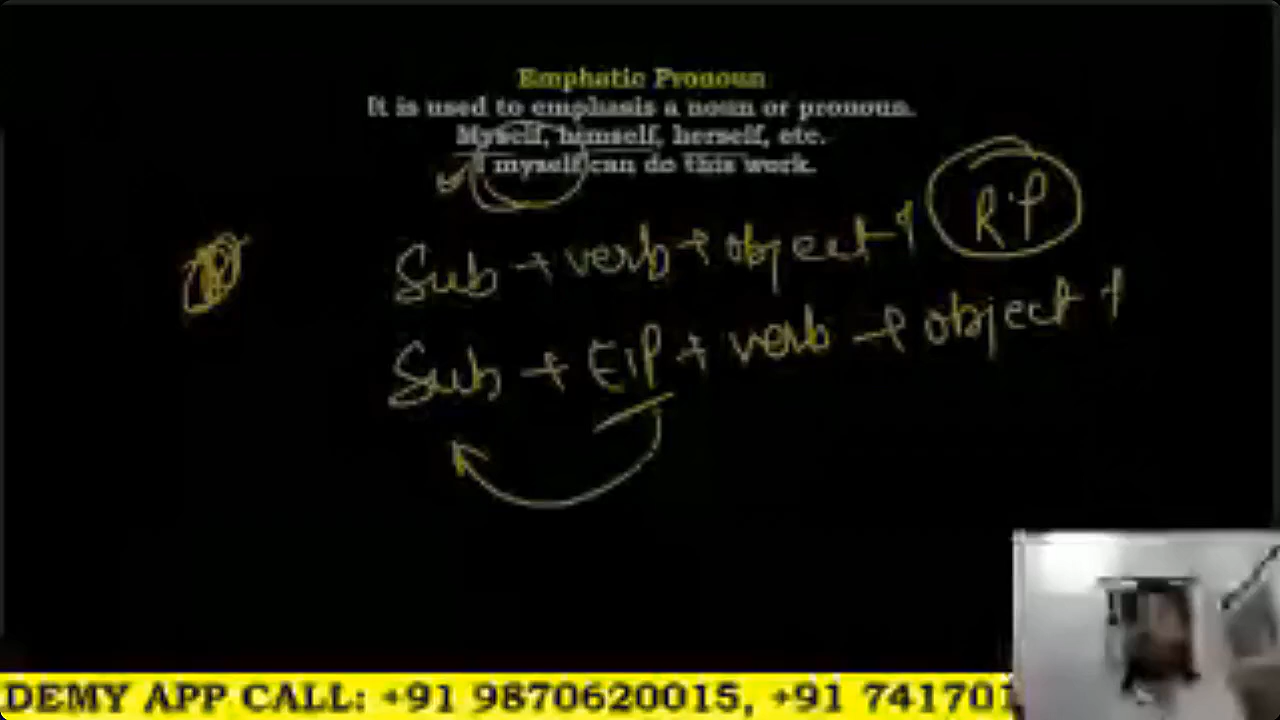 Emphatic Pronoun
It is used to emphasis a noun or pronoun.
Myself, himself, herself, etc.
I myself can do this work.
Sub + verb + object + R.P
Sub + E.P + verb + object +
DEMY APP CALL: +91 9870620015, +91 741701